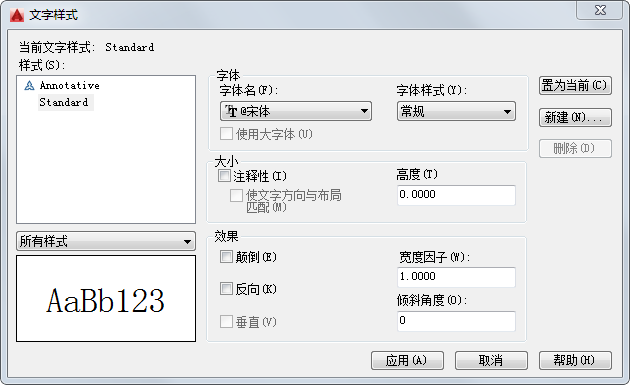 文字样式
当前文字样式: Standard
样式(S):
Annotative
Standard
所有样式
AaBb123
字体
字体名(F):
@宋体
字体样式(Y):
常规
使用大字体(U)
大小
注释性(I)
使文字方向与布局
匹配(M)
高度(T)
0.0000
效果
颠倒(E)
反向(K)
垂直(V)
宽度因子(W):
1.0000
倾斜角度(O):
0
置为当前(C)
新建(N)...
删除(D)
应用(A)
取消
帮助(H)